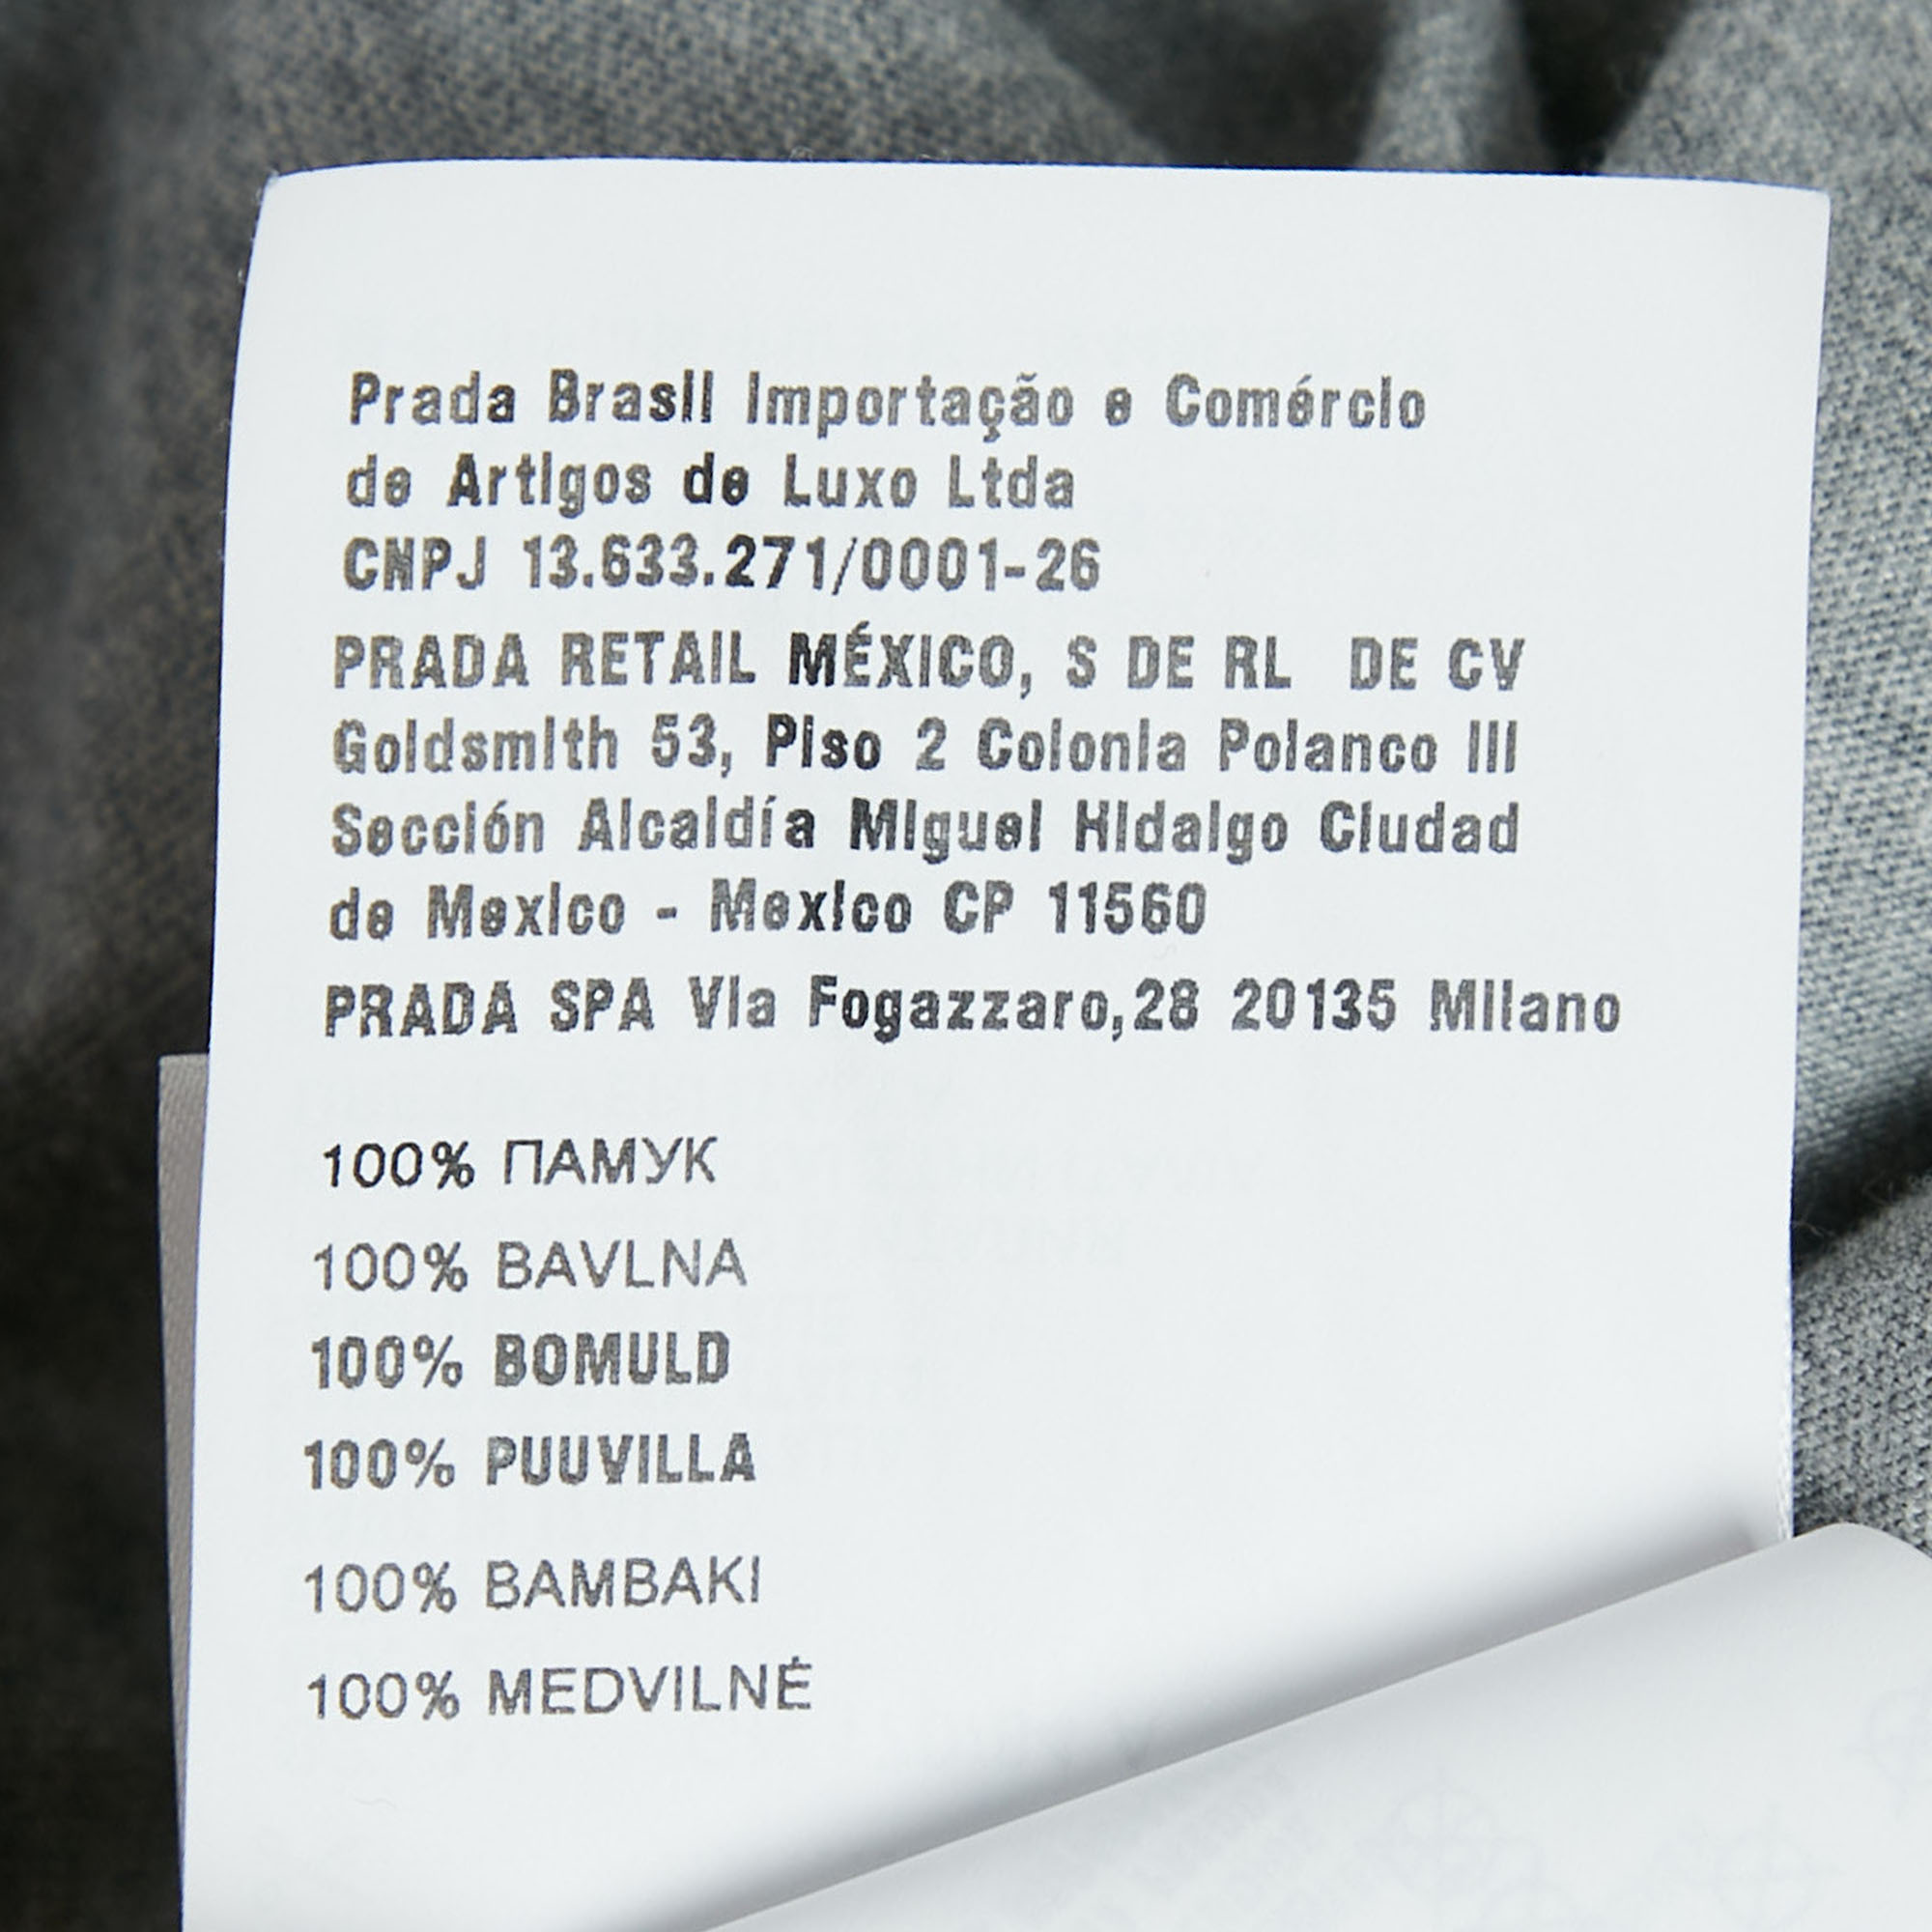 Prada Brasil Importação e Comércio
de Artigos de Luxo Ltda
CNPJ 13.633.271/0001-26
PRADA RETAIL MÉXICO, S DE RL DE CV
Goldsmith 53, Piso 2 Colonia Polanco III
Sección Alcaldía Miguel Hidalgo Ciudad
de Mexico - Mexico CP 11560
PRADA SPA Via Fogazzaro,28 20135 Milano
100% ПАМУК
100% BAVLNA
100% BOMULD
100% PUUVILLA
100% BAMBAKI
100% MEDVILNĖ